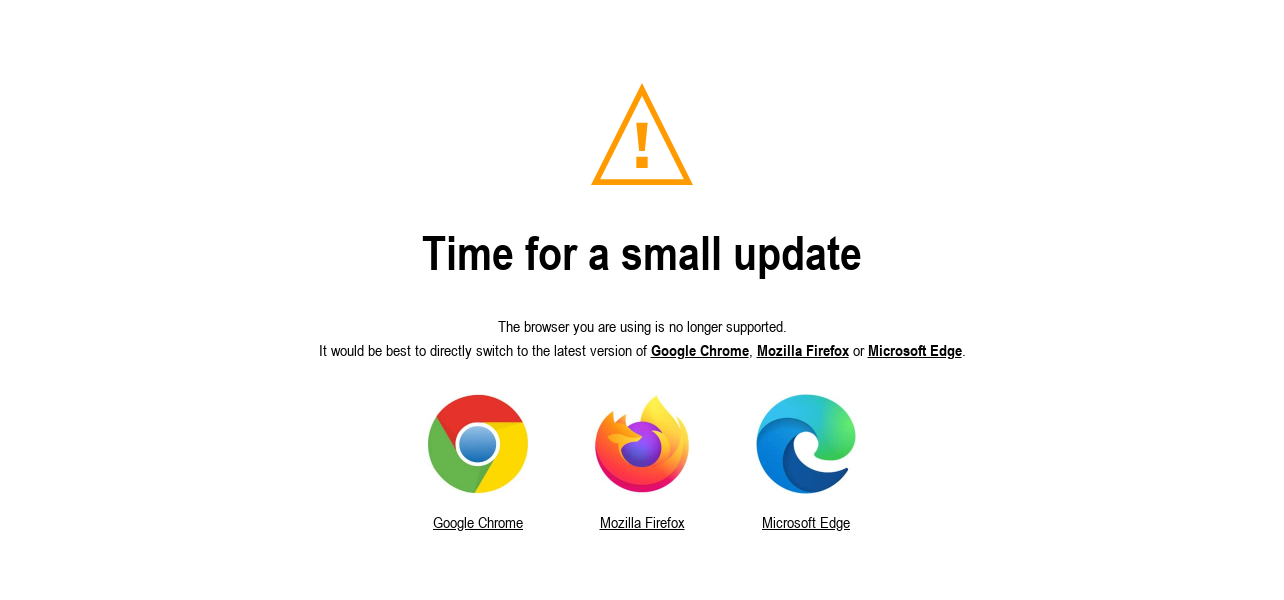 !
Time for a small update
The browser you are using is no longer supported.
It would be best to directly switch to the latest version of Google Chrome, Mozilla Firefox or Microsoft Edge.
Google Chrome
Mozilla Firefox
Microsoft Edge